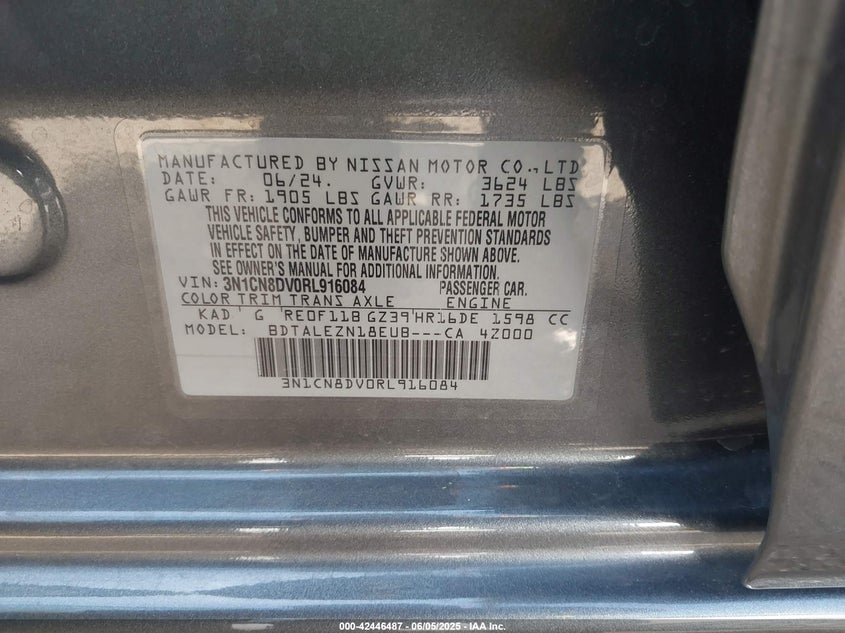 MANUFACTURED BY NISSAN MOTOR CO., LTD
DATE: 06/24. GVWR: 3624 LBS
GAWR FR: 1905 LBS GAWR RR: 1735 LBS
THIS VEHICLE CONFORMS TO ALL APPLICABLE FEDERAL MOTOR
VEHICLE SAFETY, BUMPER AND THEFT PREVENTION STANDARDS
IN EFFECT ON THE DATE OF MANUFACTURE SHOWN ABOVE.
SEE OWNER'S MANUAL FOR ADDITIONAL INFORMATION
VIN: 3N1CN8DV0RL916084 PASSENGER CAR.
COLOR TRIM TRANS AXLE ENGINE
KAD G RE0F11B GZ39 HR16DE 1598 CC
MODEL: BDTALEZN18EUB---CA 4Z000
3N1CN8DV0RL916084
000-42446487 - 06/05/2025 - IAA Inc.